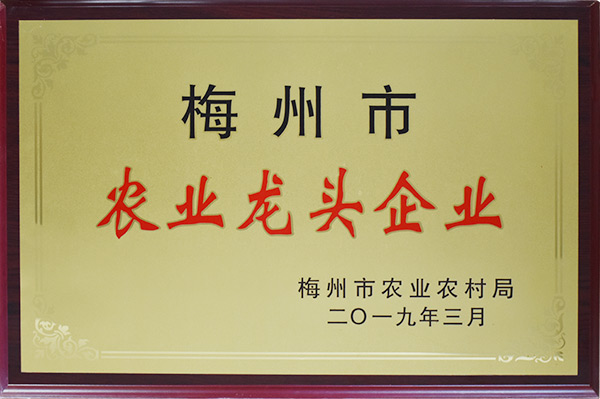 梅州市
农业龙头企业
梅州市农业农村局
二〇一九年三月